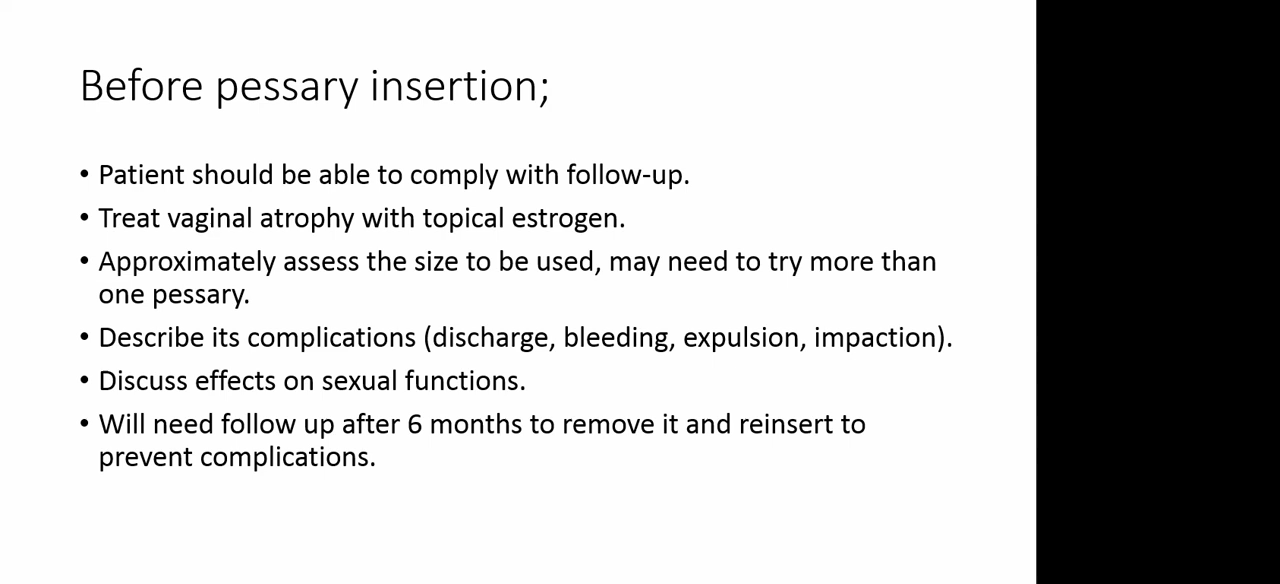 Before pessary insertion;
• Patient should be able to comply with follow-up.
• Treat vaginal atrophy with topical estrogen.
• Approximately assess the size to be used, may need to try more than
one pessary.
• Describe its complications (discharge, bleeding, expulsion, impaction).
• Discuss effects on sexual functions.
• Will need follow up after 6 months to remove it and reinsert to
prevent complications.